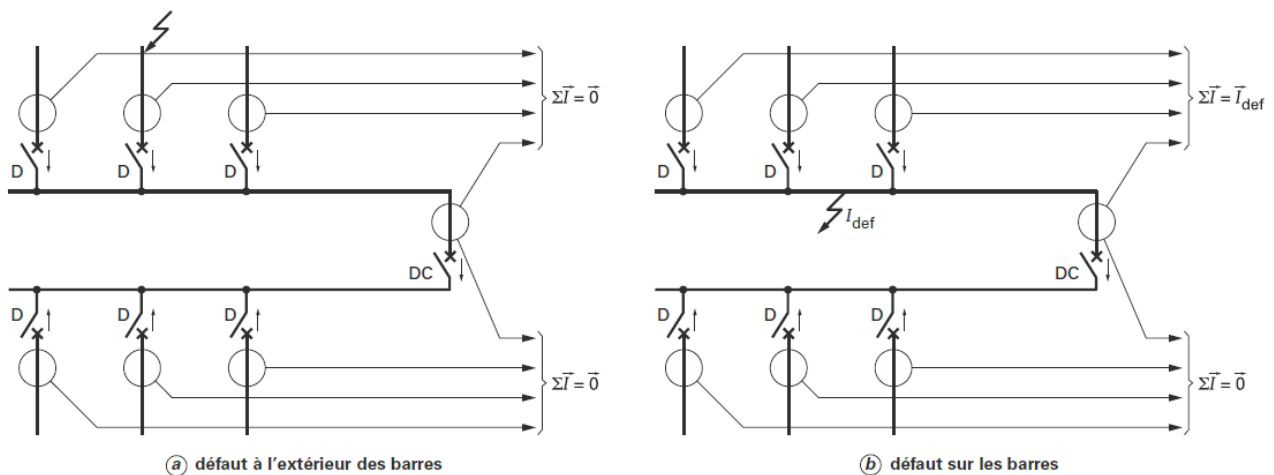 ΣI⃗ = 0⃗
D
D
D
DC
D
D
D
ΣI⃗ = 0⃗
ⓐ défaut à l'extérieur des barres
ΣI⃗ = I⃗def
D
D
D
Idef
DC
D
D
D
ΣI⃗ = 0⃗
ⓑ défaut sur les barres